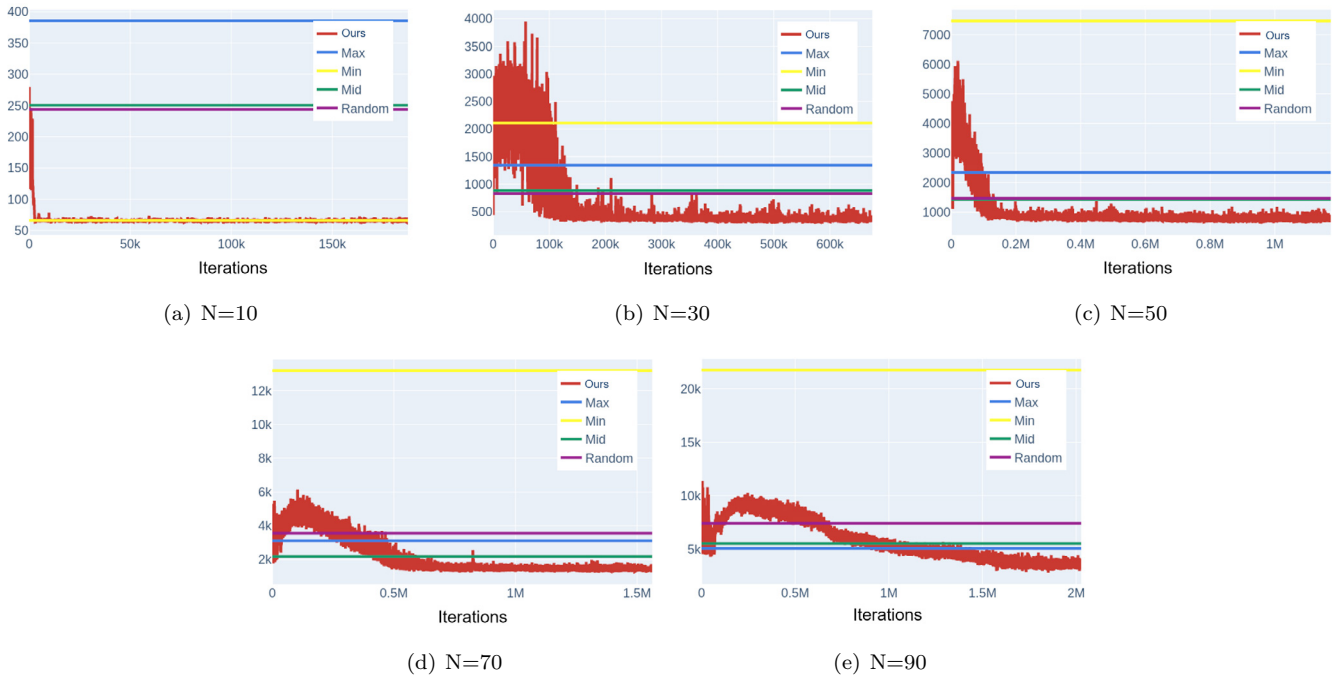 400
350
300
250
200
150
100
50
0
50k
100k
150k
Ours
Max
Min
Mid
Random
Iterations
(a) N=10
4000
3500
3000
2500
2000
1500
1000
500
0
100k
200k
300k
400k
500k
600k
Ours
Max
Min
Mid
Random
Iterations
(b) N=30
7000
6000
5000
4000
3000
2000
1000
0
0.2M
0.4M
0.6M
0.8M
1M
Ours
Max
Min
Mid
Random
Iterations
(c) N=50
12k
10k
8k
6k
4k
2k
0
0.5M
1M
1.5M
Ours
Max
Min
Mid
Random
Iterations
(d) N=70
20k
15k
10k
5k
0
0.5M
1M
1.5M
2M
Ours
Max
Min
Mid
Random
Iterations
(e) N=90